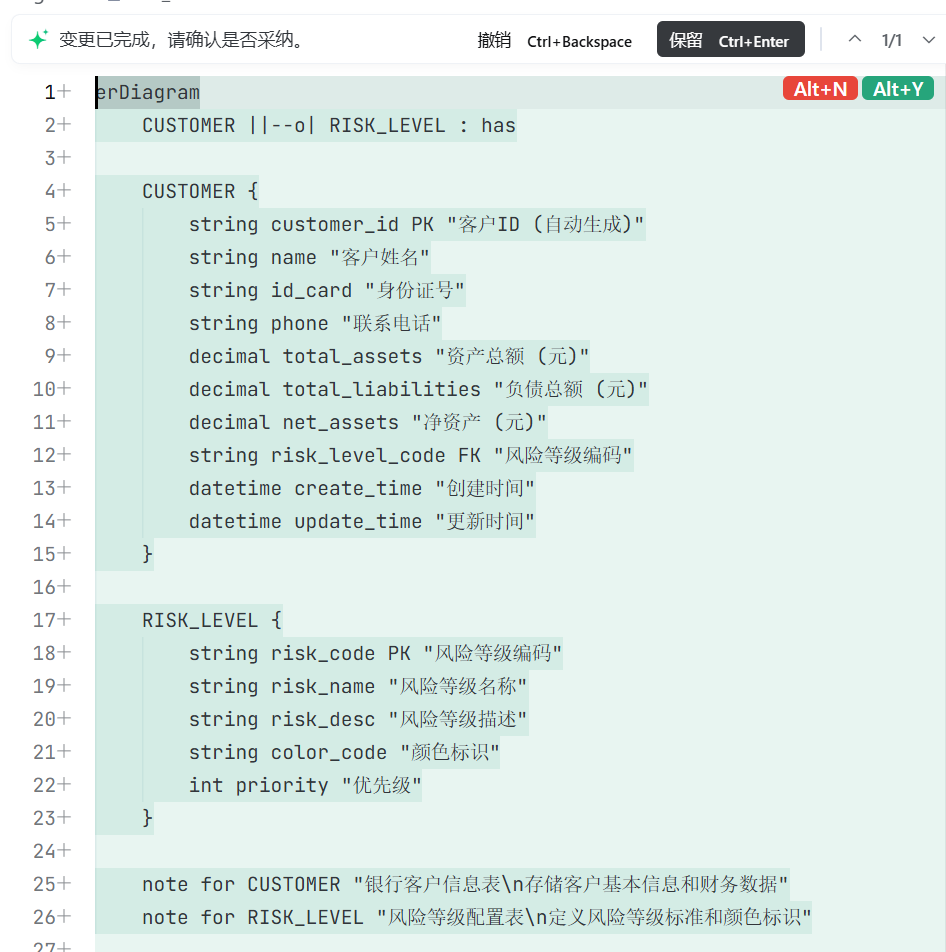 变更已完成，请确认是否采纳。 撤销 Ctrl+Backspace 保留 Ctrl+Enter 1/1
1+ erDiagram Alt+N Alt+Y
2+ CUSTOMER ||--o| RISK_LEVEL : has
3+
4+ CUSTOMER {
5+ string customer_id PK "客户ID (自动生成)"
6+ string name "客户姓名"
7+ string id_card "身份证号"
8+ string phone "联系电话"
9+ decimal total_assets "资产总额 (元)"
10+ decimal total_liabilities "负债总额 (元)"
11+ decimal net_assets "净资产 (元)"
12+ string risk_level_code FK "风险等级编码"
13+ datetime create_time "创建时间"
14+ datetime update_time "更新时间"
15+ }
16+
17+ RISK_LEVEL {
18+ string risk_code PK "风险等级编码"
19+ string risk_name "风险等级名称"
20+ string risk_desc "风险等级描述"
21+ string color_code "颜色标识"
22+ int priority "优先级"
23+ }
24+
25+ note for CUSTOMER "银行客户信息表\n存储客户基本信息和财务数据"
26+ note for RISK_LEVEL "风险等级配置表\n定义风险等级标准和颜色标识"
27+